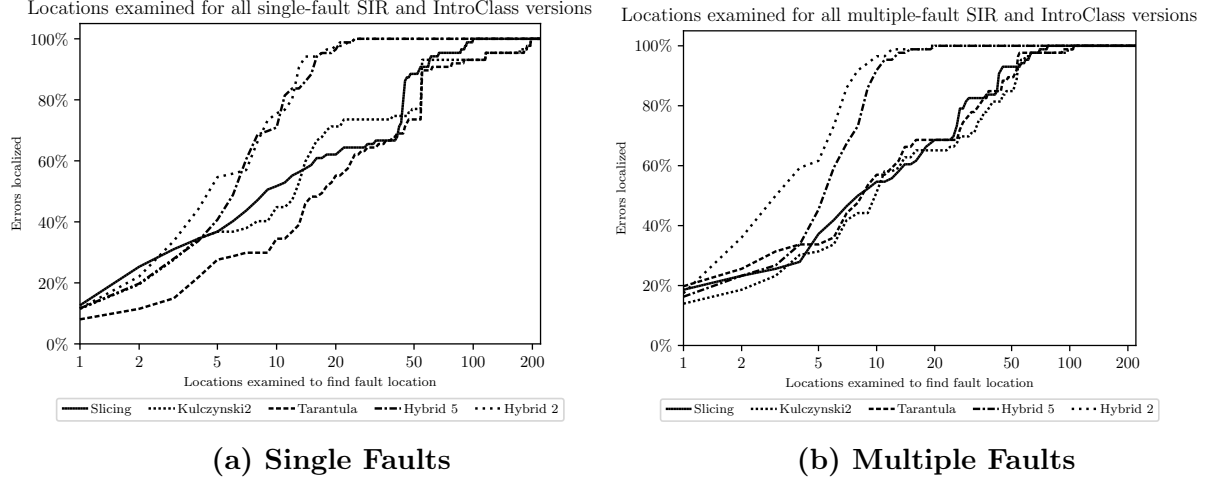 Locations examined for all single-fault SIR and IntroClass versions
100%
80%
60%
40%
20%
0%
Errors localized
1 2 5 10 20 50 100 200
Locations examined to find fault location
Slicing Kulczynski2 Tarantula Hybrid 5 Hybrid 2
(a) Single Faults
Locations examined for all multiple-fault SIR and IntroClass versions
100%
80%
60%
40%
20%
0%
Errors localized
1 2 5 10 20 50 100 200
Locations examined to find fault location
Slicing Kulczynski2 Tarantula Hybrid 5 Hybrid 2
(b) Multiple Faults